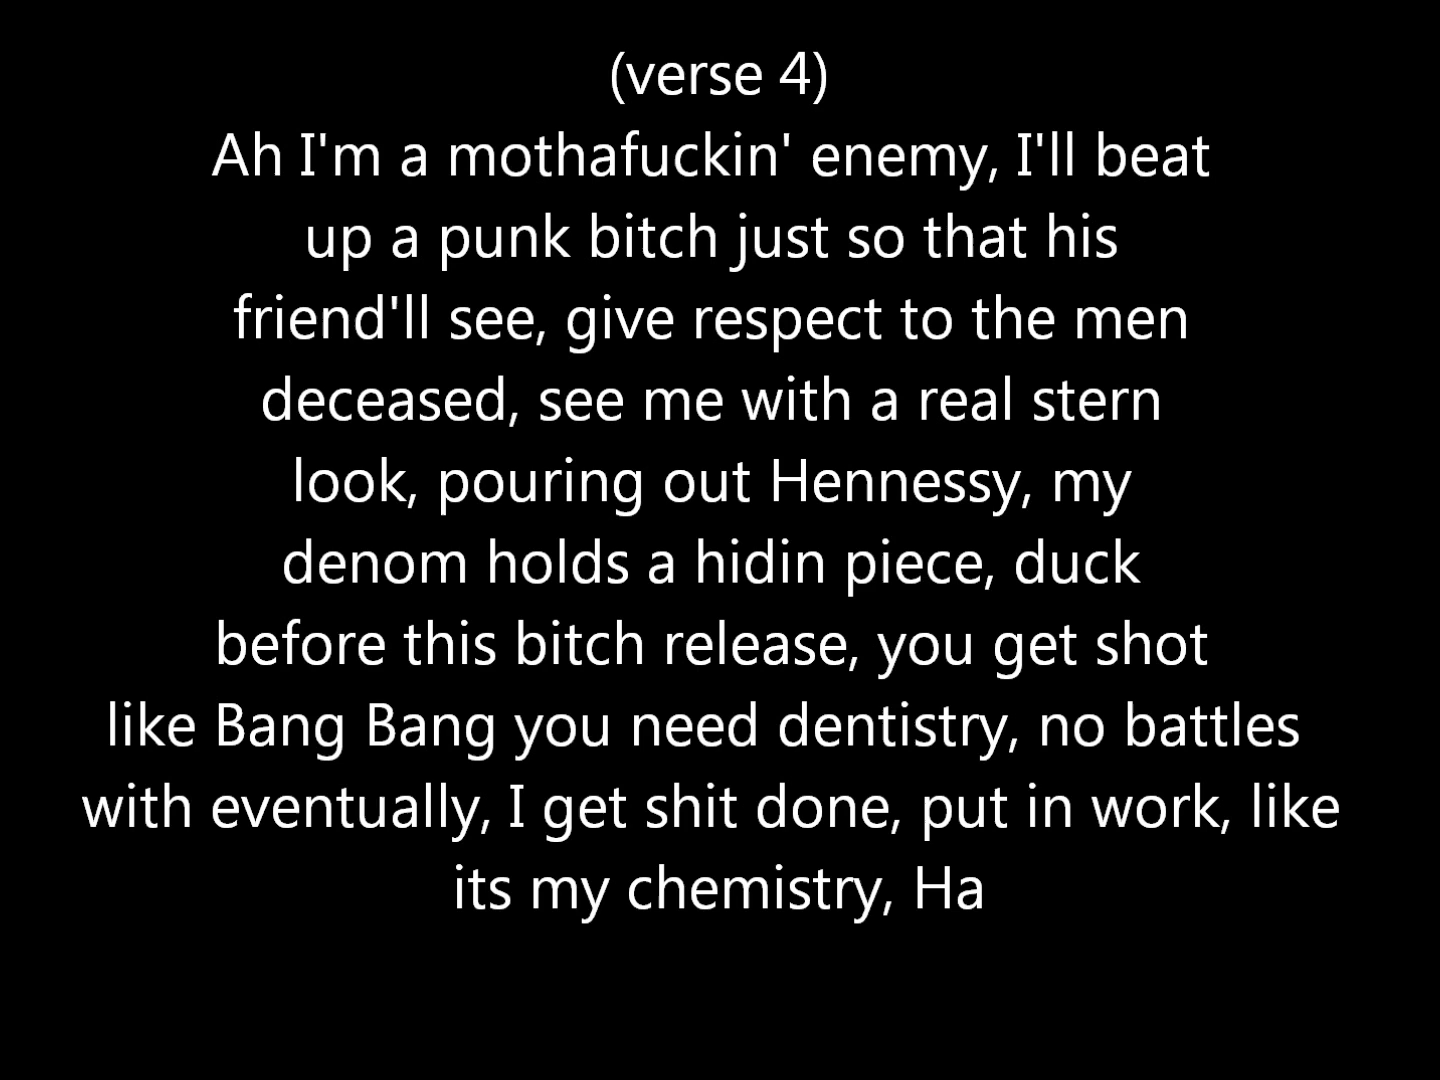 (verse 4)
Ah I'm a mothafuckin' enemy, I'll beat
up a punk bitch just so that his
friend'll see, give respect to the men
deceased, see me with a real stern
look, pouring out Hennessy, my
denom holds a hidin piece, duck
before this bitch release, you get shot
like Bang Bang you need dentistry, no battles
with eventually, I get shit done, put in work, like
its my chemistry, Ha